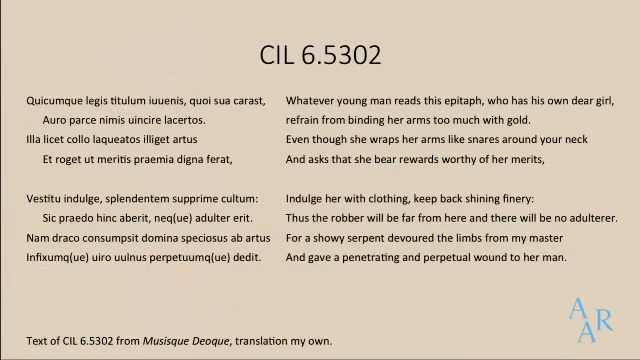 CIL 6.5302
Quicumque legis titulum iuuenis, quoi sua carast,
Auro parce nimis uincire lacertos.
Illa licet collo laqueatos illiget artus
Et roget ut meritis praemia digna ferat,
Vestitu indulge, splendentem supprime cultum:
Sic praedo hinc aberit, neq(ue) adulter erit.
Nam draco consumpsit domina speciosus ab artus
Infixumq(ue) uiro uulnus perpetuumq(ue) dedit.
Whatever young man reads this epitaph, who has his own dear girl,
refrain from binding her arms too much with gold.
Even though she wraps her arms like snares around your neck
And asks that she bear rewards worthy of her merits,
Indulge her with clothing, keep back shining finery:
Thus the robber will be far from here and there will be no adulterer.
For a showy serpent devoured the limbs from my master
And gave a penetrating and perpetual wound to her man.
Text of CIL 6.5302 from Musisque Deoque, translation my own.
AAR